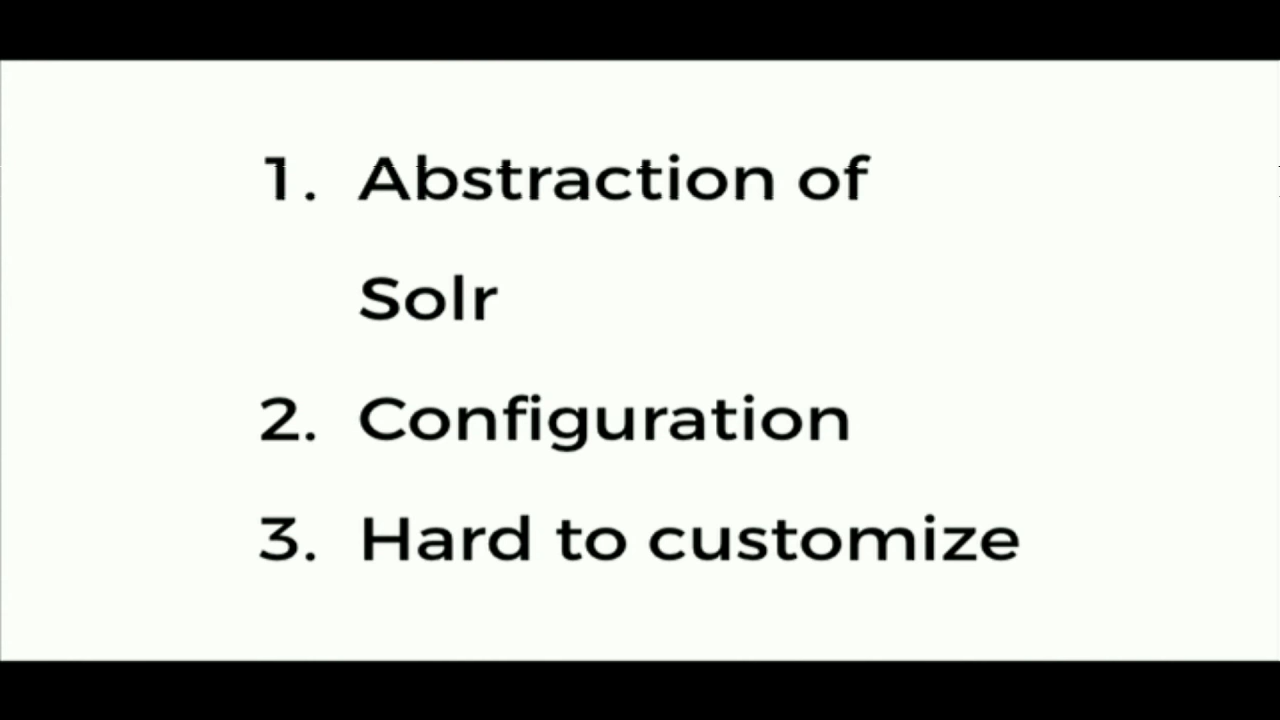 1. Abstraction of
Solr
2. Configuration
3. Hard to customize